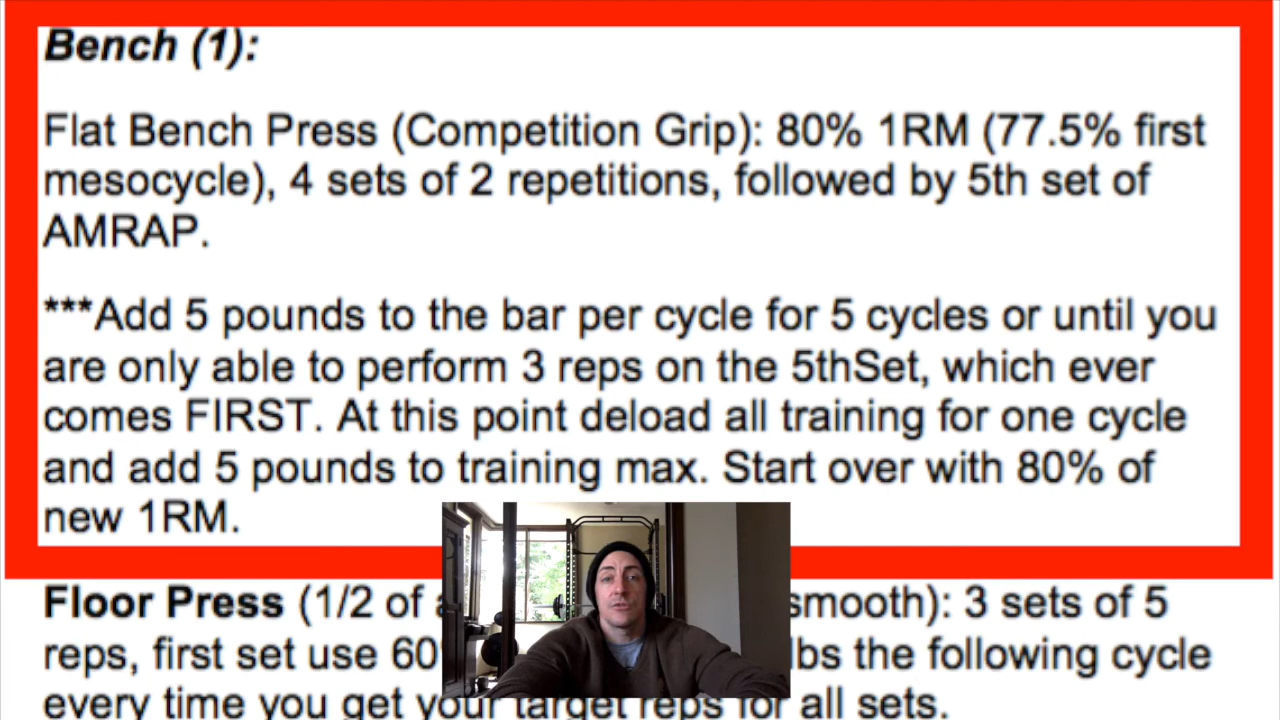 Bench (1):
Flat Bench Press (Competition Grip): 80% 1RM (77.5% first
mesocycle), 4 sets of 2 repetitions, followed by 5th set of
AMRAP.
***Add 5 pounds to the bar per cycle for 5 cycles or until you
are only able to perform 3 reps on the 5thSet, which ever
comes FIRST. At this point deload all training for one cycle
and add 5 pounds to training max. Start over with 80% of
new 1RM.
Floor Press (1/2 of smooth): 3 sets of 5
reps, first set use 60 lbs the following cycle
every time you get your target reps for all sets.